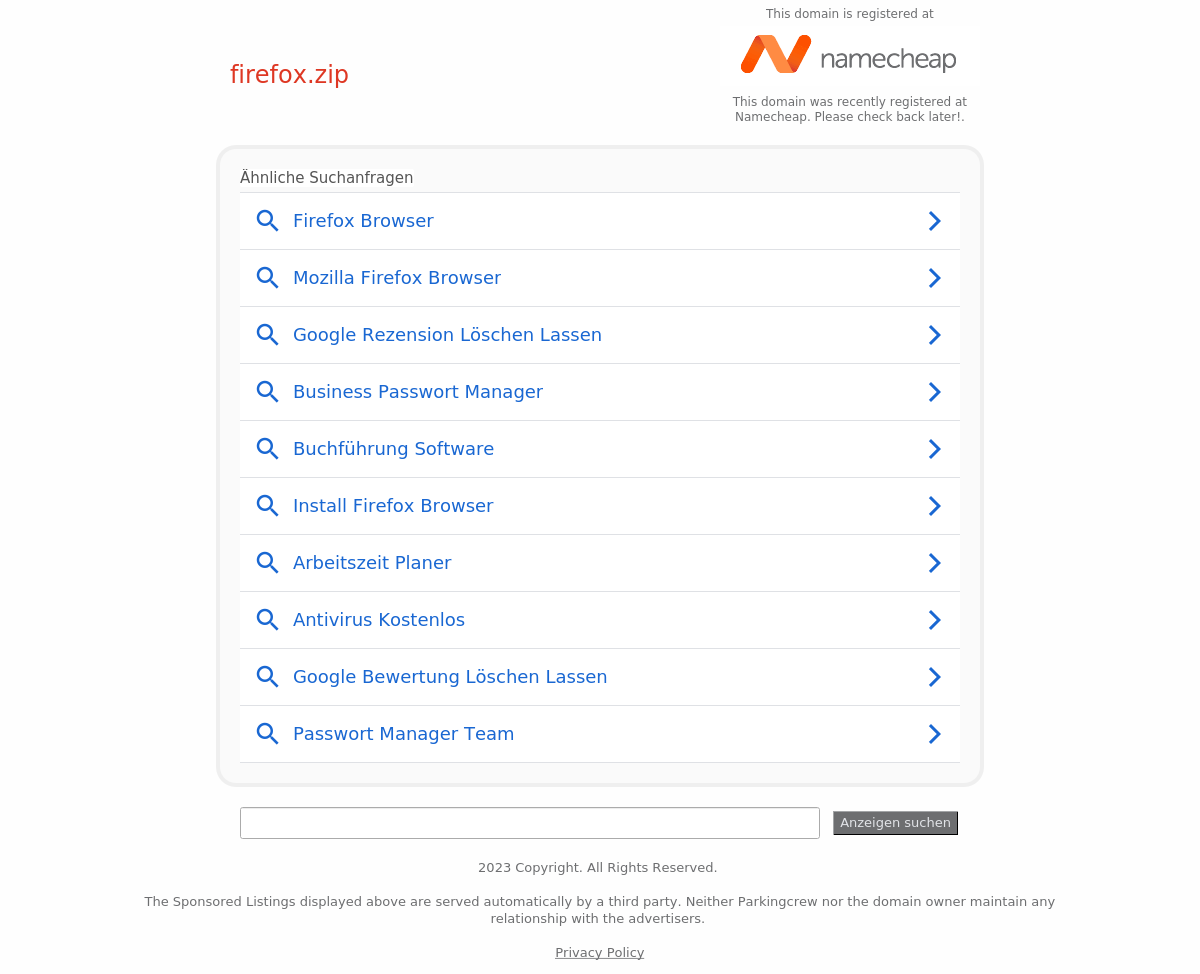 This domain is registered at
namecheap
firefox.zip
This domain was recently registered at
Namecheap. Please check back later!.
Ähnliche Suchanfragen
Firefox Browser
Mozilla Firefox Browser
Google Rezension Löschen Lassen
Business Passwort Manager
Buchführung Software
Install Firefox Browser
Arbeitszeit Planer
Antivirus Kostenlos
Google Bewertung Löschen Lassen
Passwort Manager Team
Anzeigen suchen
2023 Copyright. All Rights Reserved.
The Sponsored Listings displayed above are served automatically by a third party. Neither Parkingcrew nor the domain owner maintain any
relationship with the advertisers.
Privacy Policy